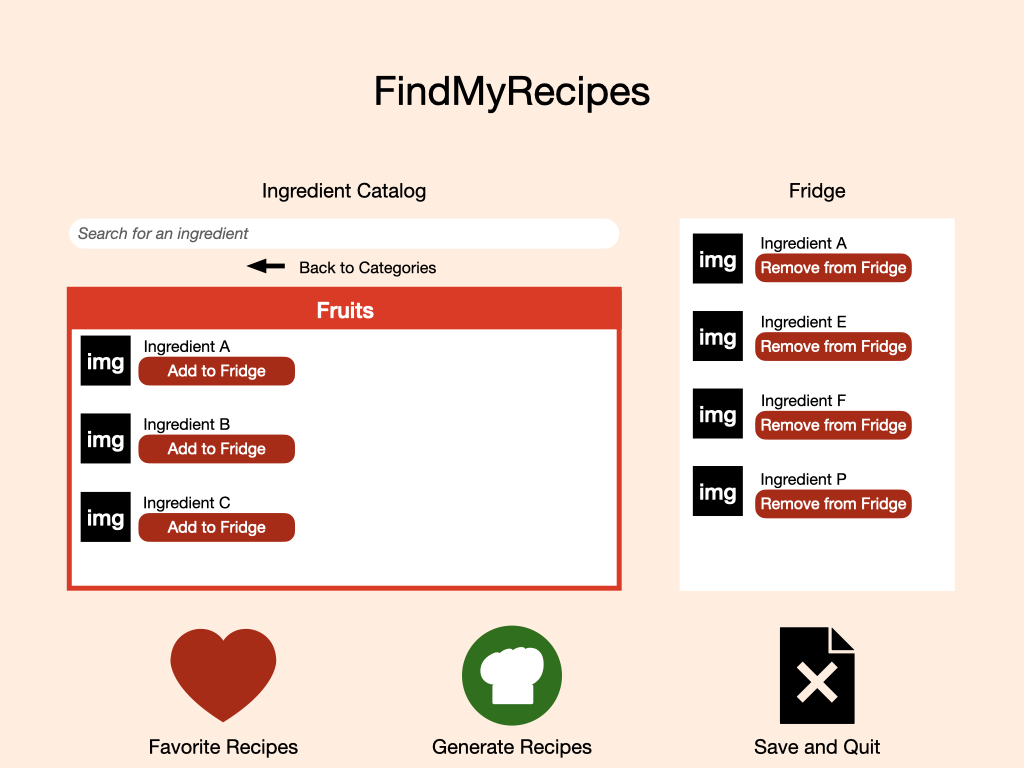 FindMyRecipes
Ingredient Catalog
Search for an ingredient
Back to Categories
Fruits
img
Ingredient A
Add to Fridge
img
Ingredient B
Add to Fridge
img
Ingredient C
Add to Fridge
Fridge
img
Ingredient A
Remove from Fridge
img
Ingredient E
Remove from Fridge
img
Ingredient F
Remove from Fridge
img
Ingredient P
Remove from Fridge
Favorite Recipes
Generate Recipes
Save and Quit